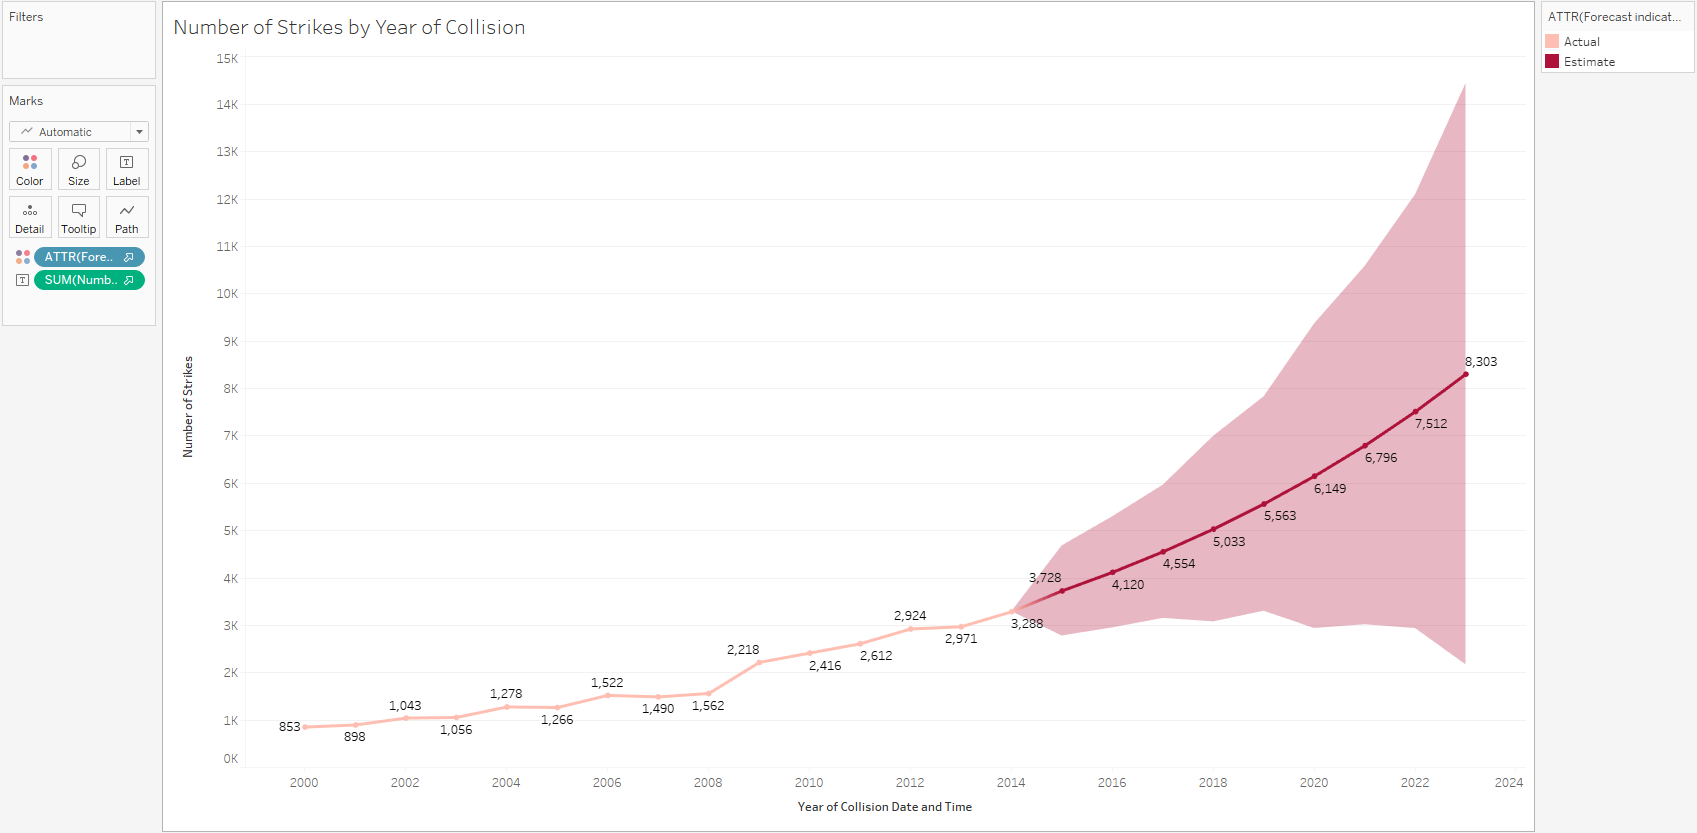 Filters
Marks
Automatic
Color Size Label
Detail Tooltip Path
ATTR(Fore..
SUM(Numb..
Number of Strikes by Year of Collision
Number of Strikes
15K
14K
13K
12K
11K
10K
9K
8K
7K
6K
5K
4K
3K
2K
1K
0K
853
898
1,043
1,056
1,278
1,266
1,522
1,490
1,562
2,218
2,416
2,612
2,924
2,971
3,288
3,728
4,120
4,554
5,033
5,563
6,149
6,796
7,512
8,303
2000 2002 2004 2006 2008 2010 2012 2014 2016 2018 2020 2022 2024
Year of Collision Date and Time
ATTR(Forecast indicat...
Actual
Estimate